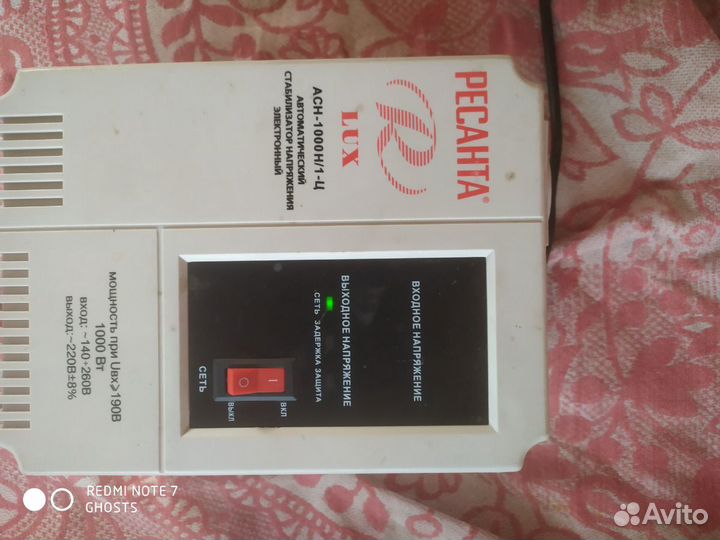 РЕСАНТА®
R
LUX
АСН-1000Н/1-Ц
АВТОМАТИЧЕСКИЙ
СТАБИЛИЗАТОР НАПРЯЖЕНИЯ
ЭЛЕКТРОННЫЙ
ВХОДНОЕ НАПРЯЖЕНИЕ
ВЫХОДНОЕ НАПРЯЖЕНИЕ
СЕТЬ ЗАДЕРЖКА ЗАЩИТА
ВКЛ
ВЫКЛ
СЕТЬ
мощность при Uвх⩾190В
1000 Вт
вход: ~140÷260В
выход:~220В±8%
REDMI NOTE 7
GHOSTS
Avito